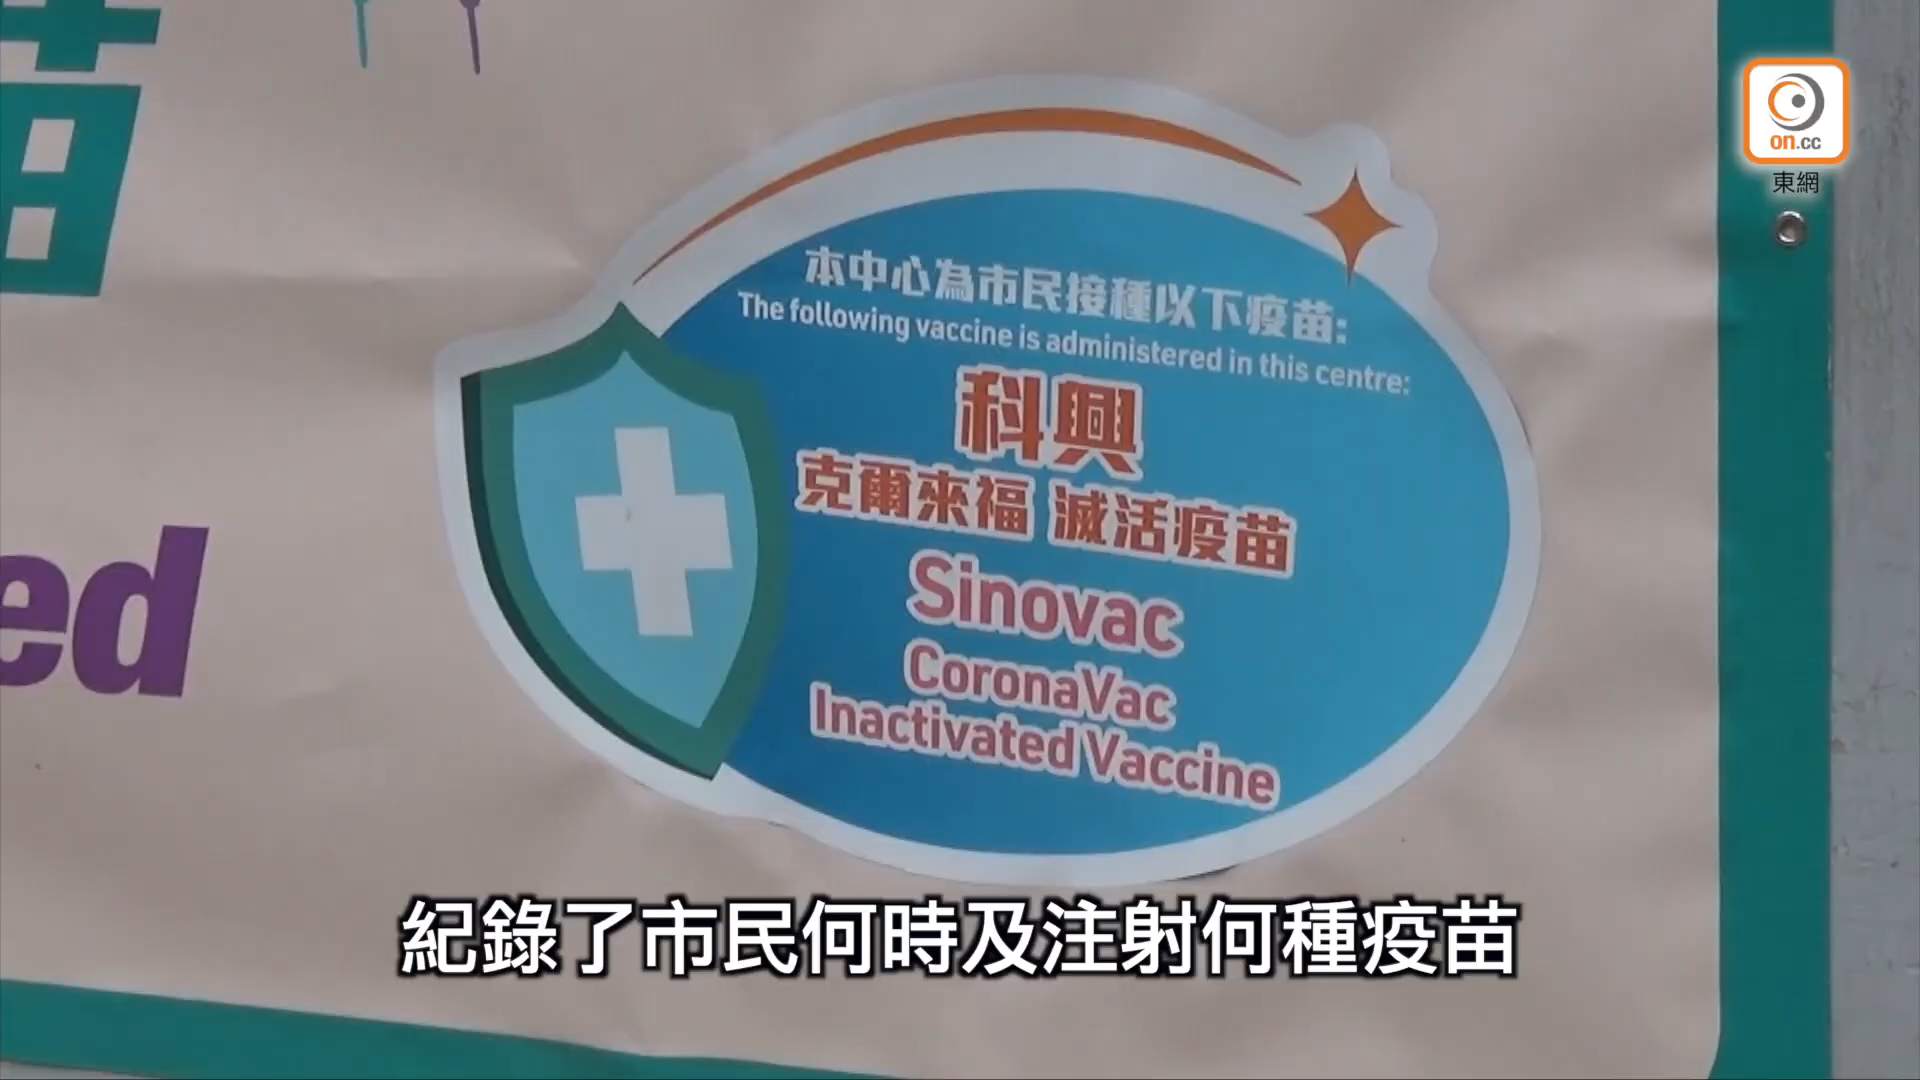 苗
ed
on.cc
東網
本中心為市民接種以下疫苗:
The following vaccine is administered in this centre:
科興
克爾來福 滅活疫苗
Sinovac
CoronaVac
Inactivated Vaccine
紀錄了市民何時及注射何種疫苗